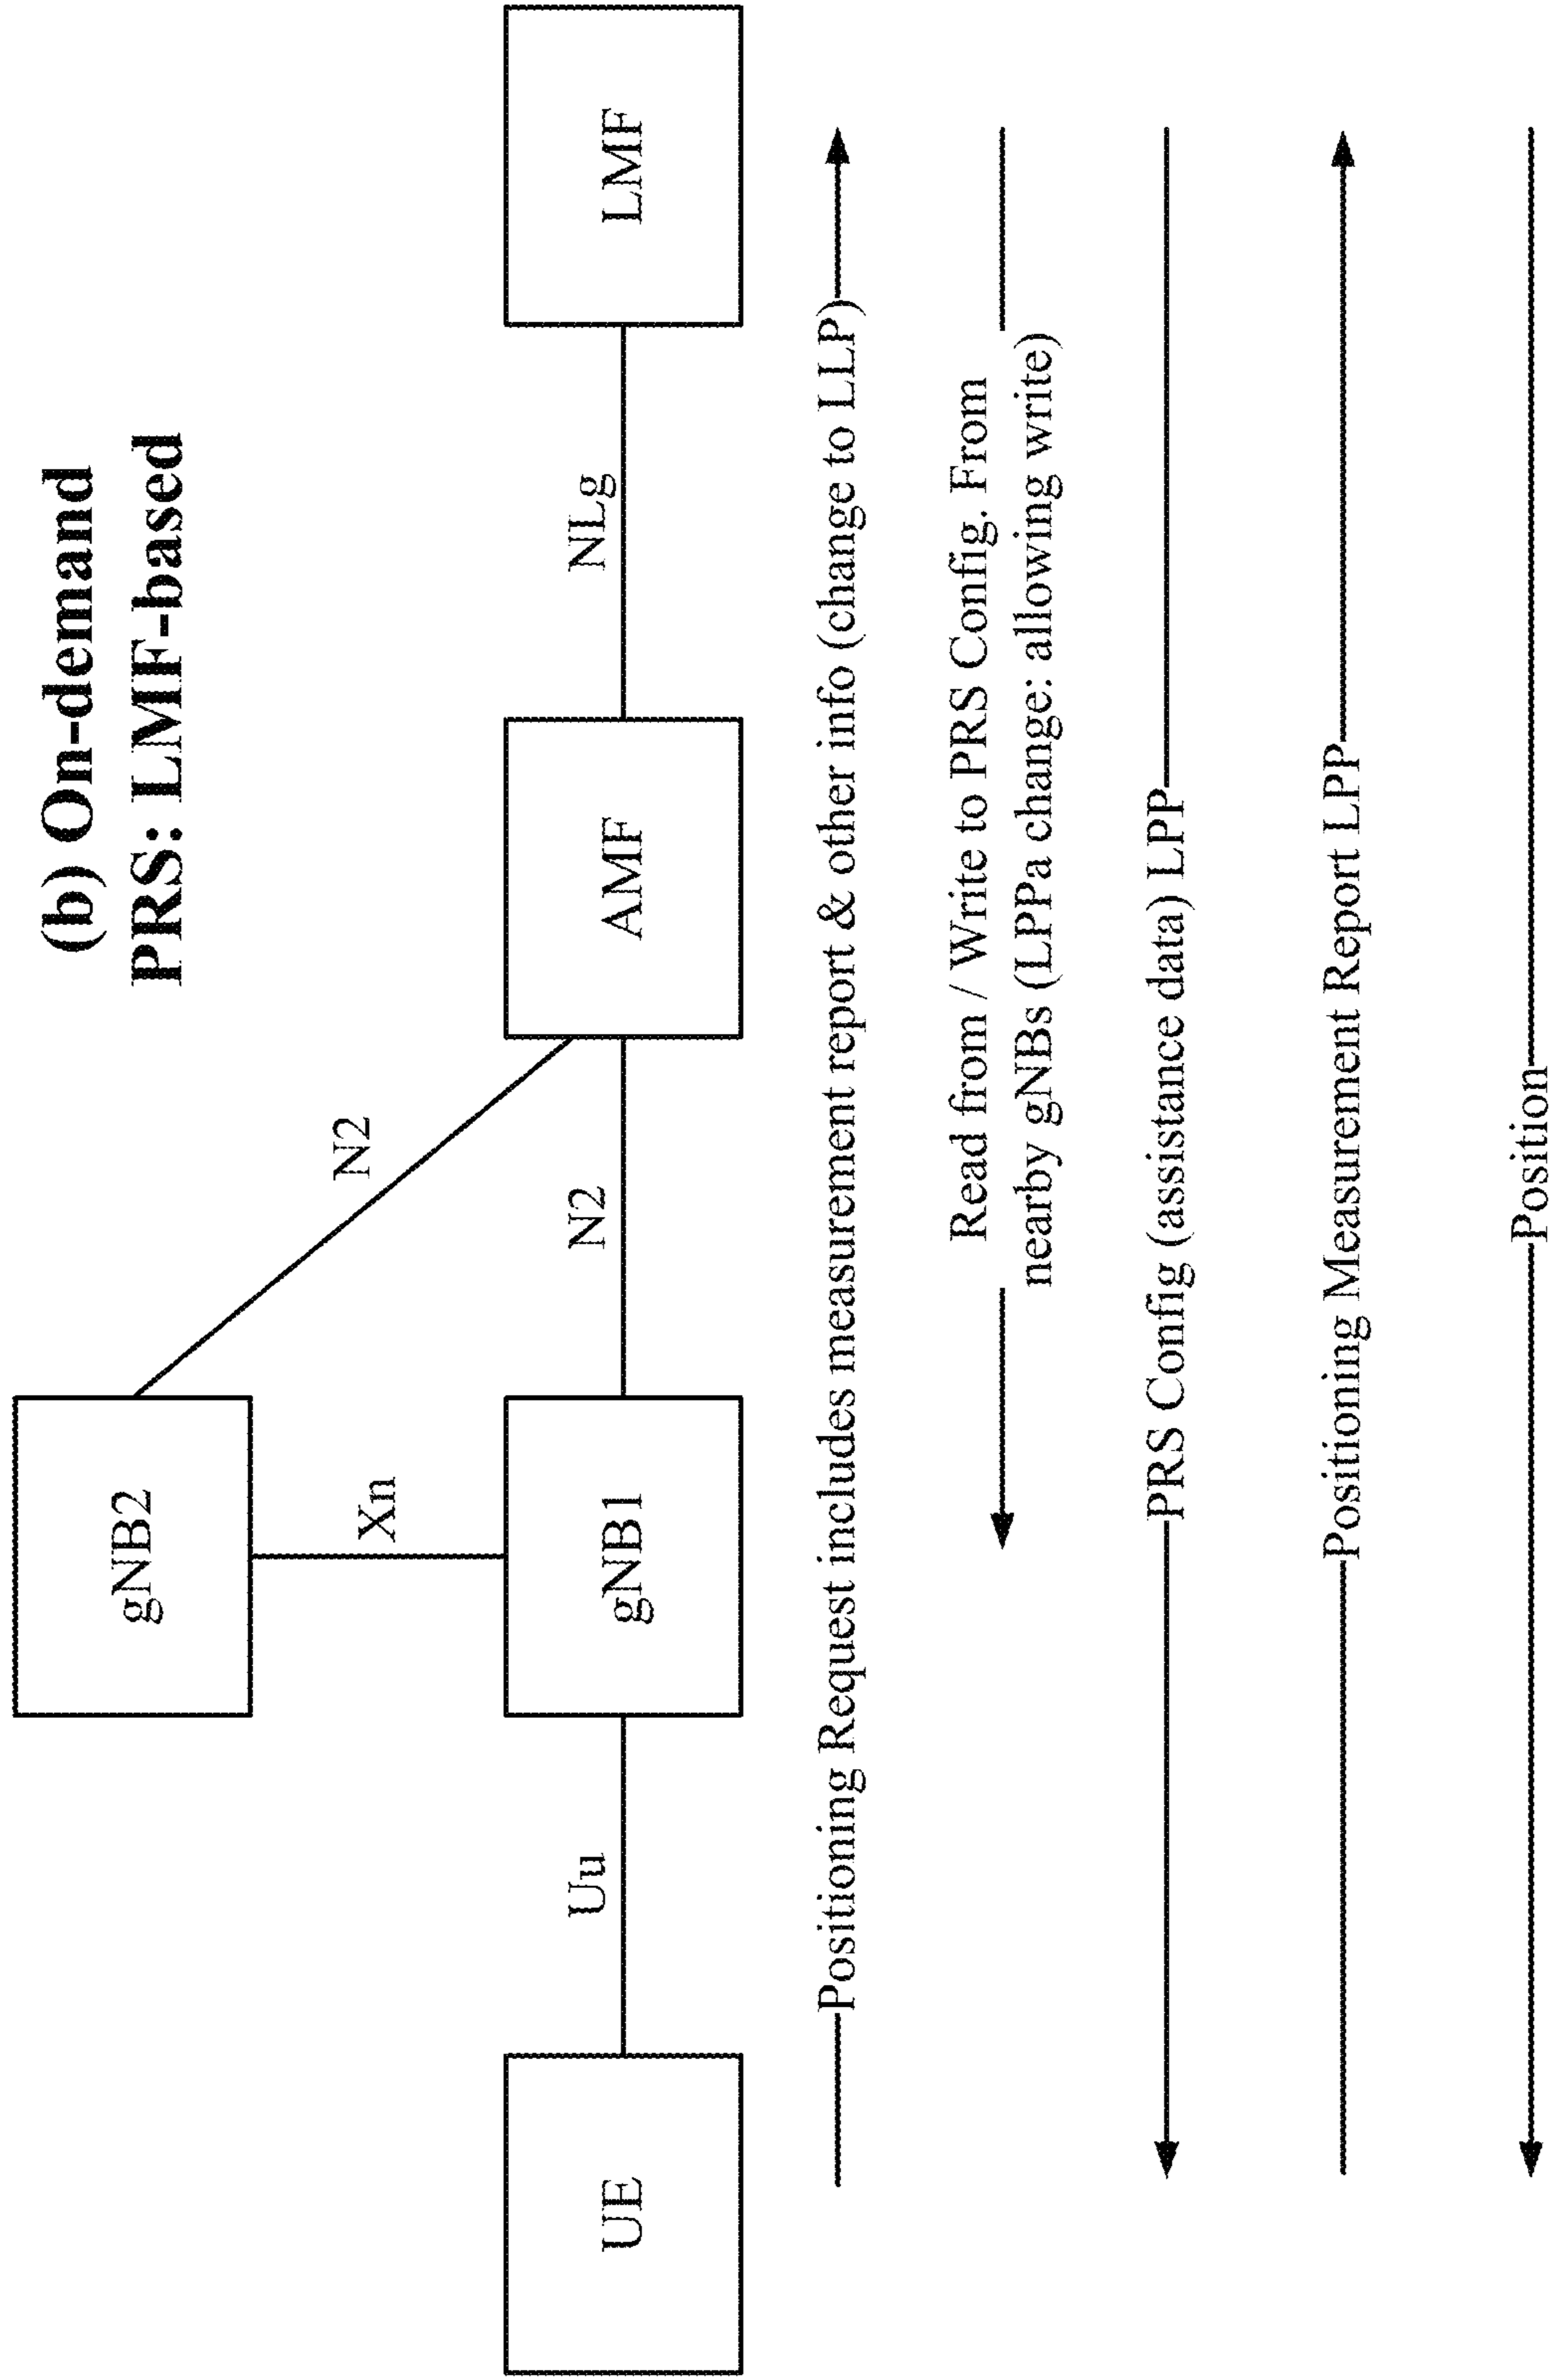 (b) On-demand
PRS: LMF-based
gNB2
Xn
N2
UE
Uu
gNB1
N2
AMF
NLg
LMF
Positioning Request includes measurement report & other info (change to LLP)
Read from / Write to PRS Config. From
nearby gNBs (LPPa change: allowing write)
PRS Config (assistance data) LPP
Positioning Measurement Report LPP
Position